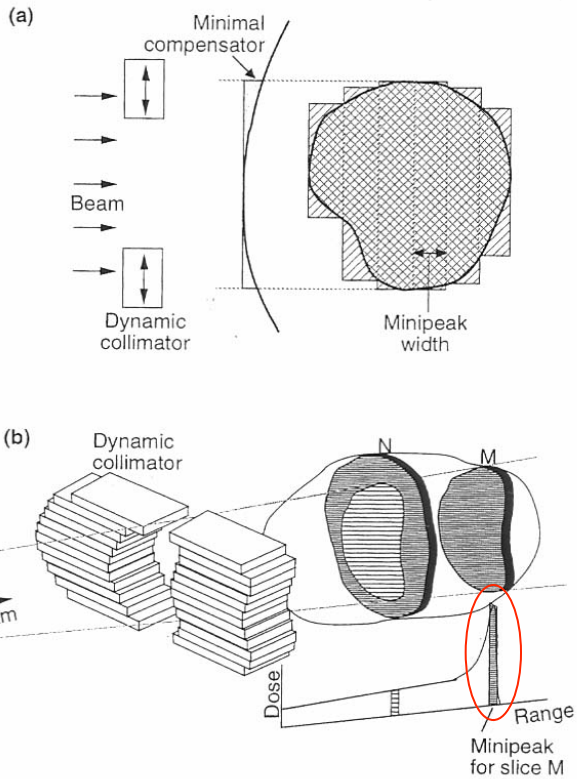 (a)
Minimal
compensator
Beam
Dynamic
collimator
Minipeak
width
(b)
Dynamic
collimator
N
M
m
Dose
Range
Minipeak
for slice M